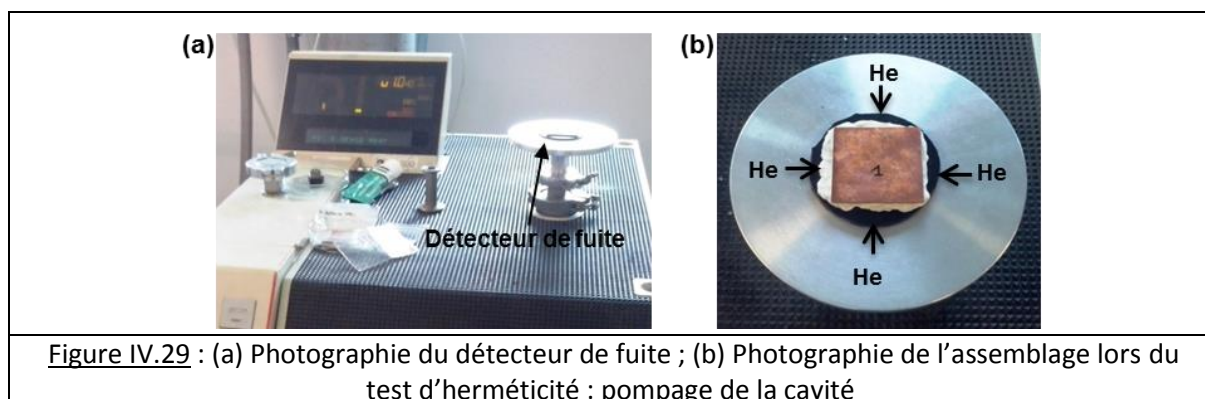 (a)
Détecteur de fuite
(b)
He
He
He
He
1
Figure IV.29 : (a) Photographie du détecteur de fuite ; (b) Photographie de l’assemblage lors du
test d’herméticité : pompage de la cavité